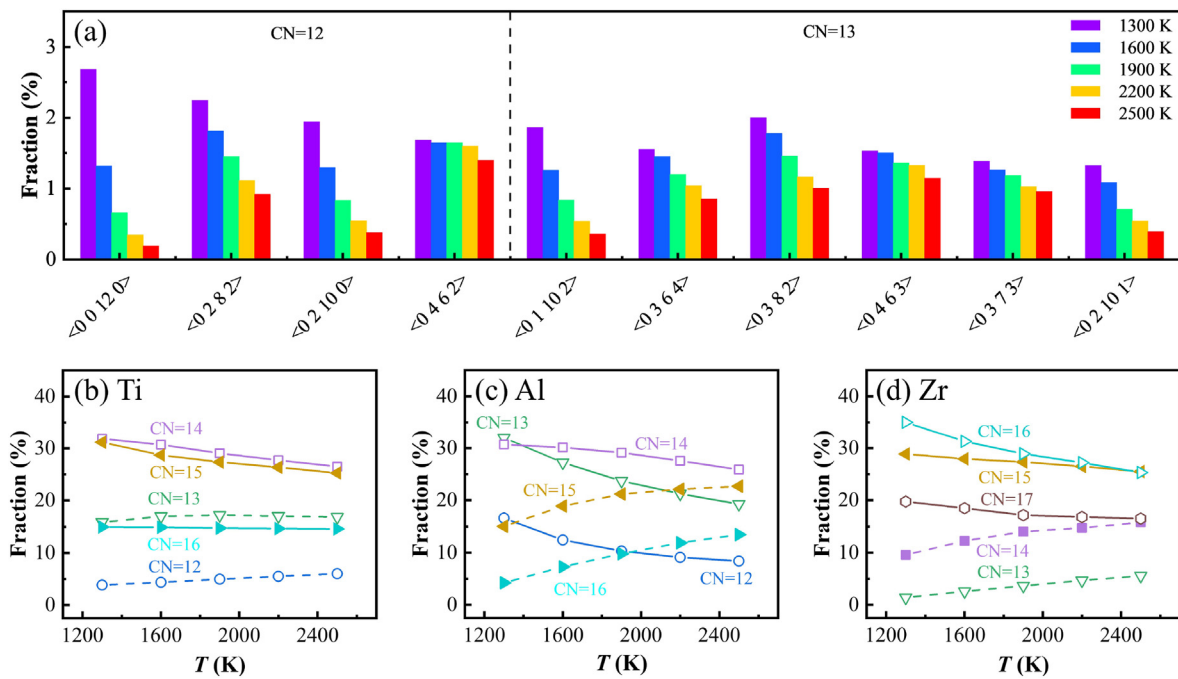 (a)
CN=12
CN=13
1300 K
1600 K
1900 K
2200 K
2500 K
Fraction (%)
3
2
1
0
<0 0 12 0>
<0 2 8 2>
<0 2 10 0>
<0 4 6 2>
<0 1 10 2>
<0 3 6 4>
<0 3 8 2>
<0 4 6 3>
<0 3 7 3>
<0 2 10 1>
(b) Ti
Fraction (%)
40
30
20
10
0
CN=14
CN=15
CN=13
CN=16
CN=12
1200 1600 2000 2400
T (K)
(c) Al
Fraction (%)
40
30
20
10
0
CN=13
CN=14
CN=15
CN=12
CN=16
1200 1600 2000 2400
T (K)
(d) Zr
Fraction (%)
40
30
20
10
0
CN=16
CN=15
CN=17
CN=14
CN=13
1200 1600 2000 2400
T (K)